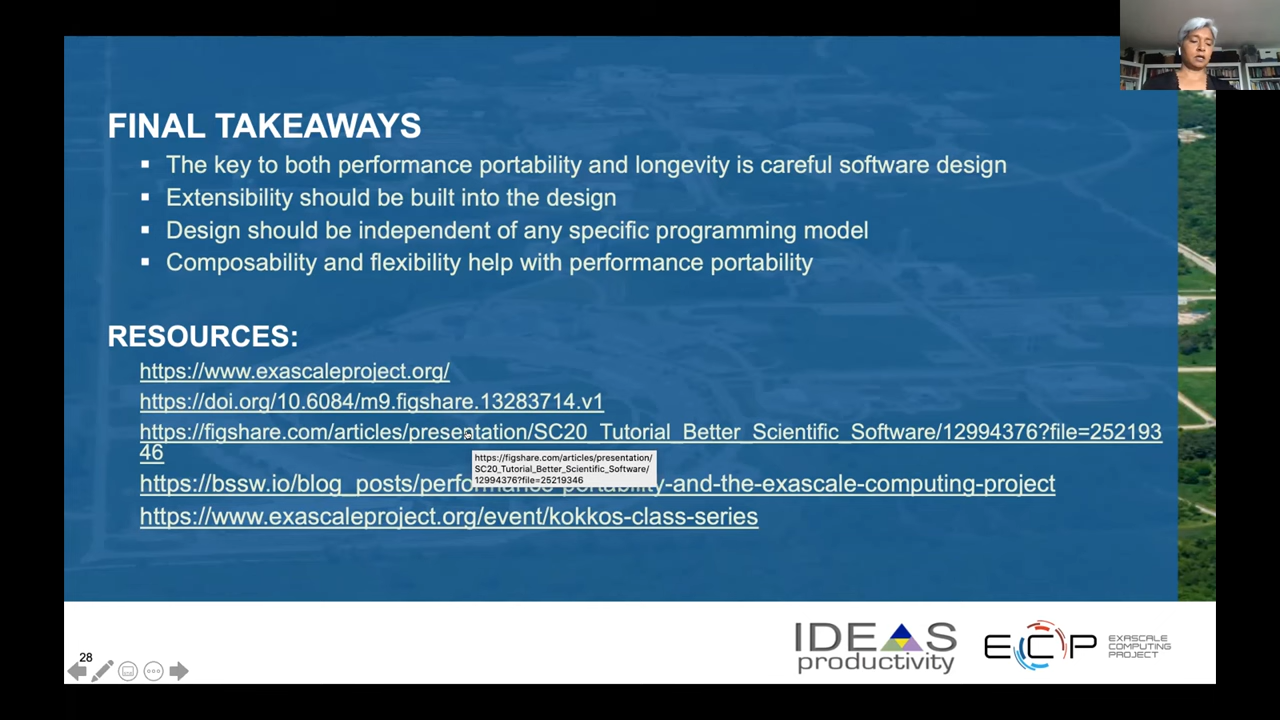 FINAL TAKEAWAYS
▪ The key to both performance portability and longevity is careful software design
▪ Extensibility should be built into the design
▪ Design should be independent of any specific programming model
▪ Composability and flexibility help with performance portability
RESOURCES:
https://www.exascaleproject.org/
https://doi.org/10.6084/m9.figshare.13283714.v1
https://figshare.com/articles/presentation/SC20_Tutorial_Better_Scientific_Software/12994376?file=252193
46
https://figshare.com/articles/presentation/
SC20_Tutorial_Better_Scientific_Software/
12994376?file=25219346
https://bssw.io/blog_posts/performance-portability-and-the-exascale-computing-project
https://www.exascaleproject.org/event/kokkos-class-series
28
IDEAS
productivity
ECP
EXASCALE
COMPUTING
PROJECT